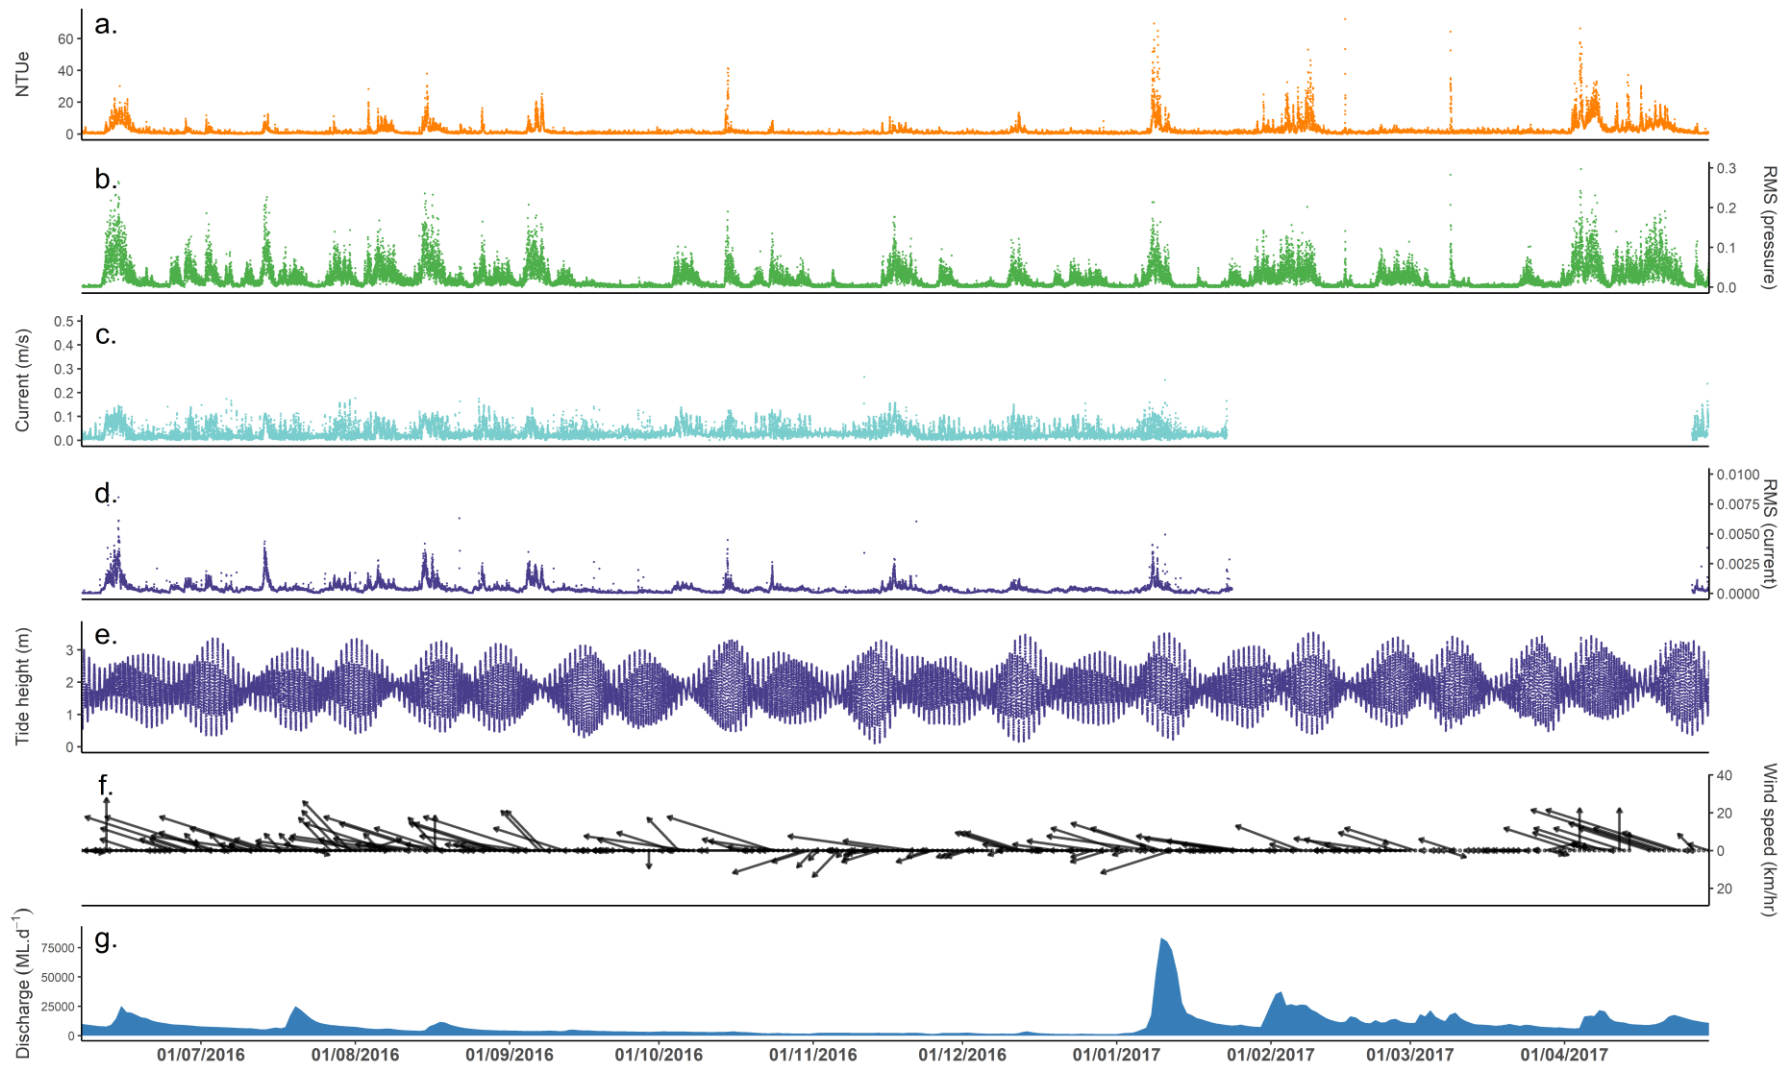 a.
NTUe
60
40
20
0
b.
RMS (pressure)
0.3
0.2
0.1
0.0
c.
Current (m/s)
0.5
0.4
0.3
0.2
0.1
0.0
d.
RMS (current)
0.0100
0.0075
0.0050
0.0025
0.0000
e.
Tide height (m)
3
2
1
0
f.
Wind speed (km/hr)
40
20
0
20
g.
Discharge (ML.d⁻¹)
75000
50000
25000
0
01/07/2016 01/08/2016 01/09/2016 01/10/2016 01/11/2016 01/12/2016 01/01/2017 01/02/2017 01/03/2017 01/04/2017